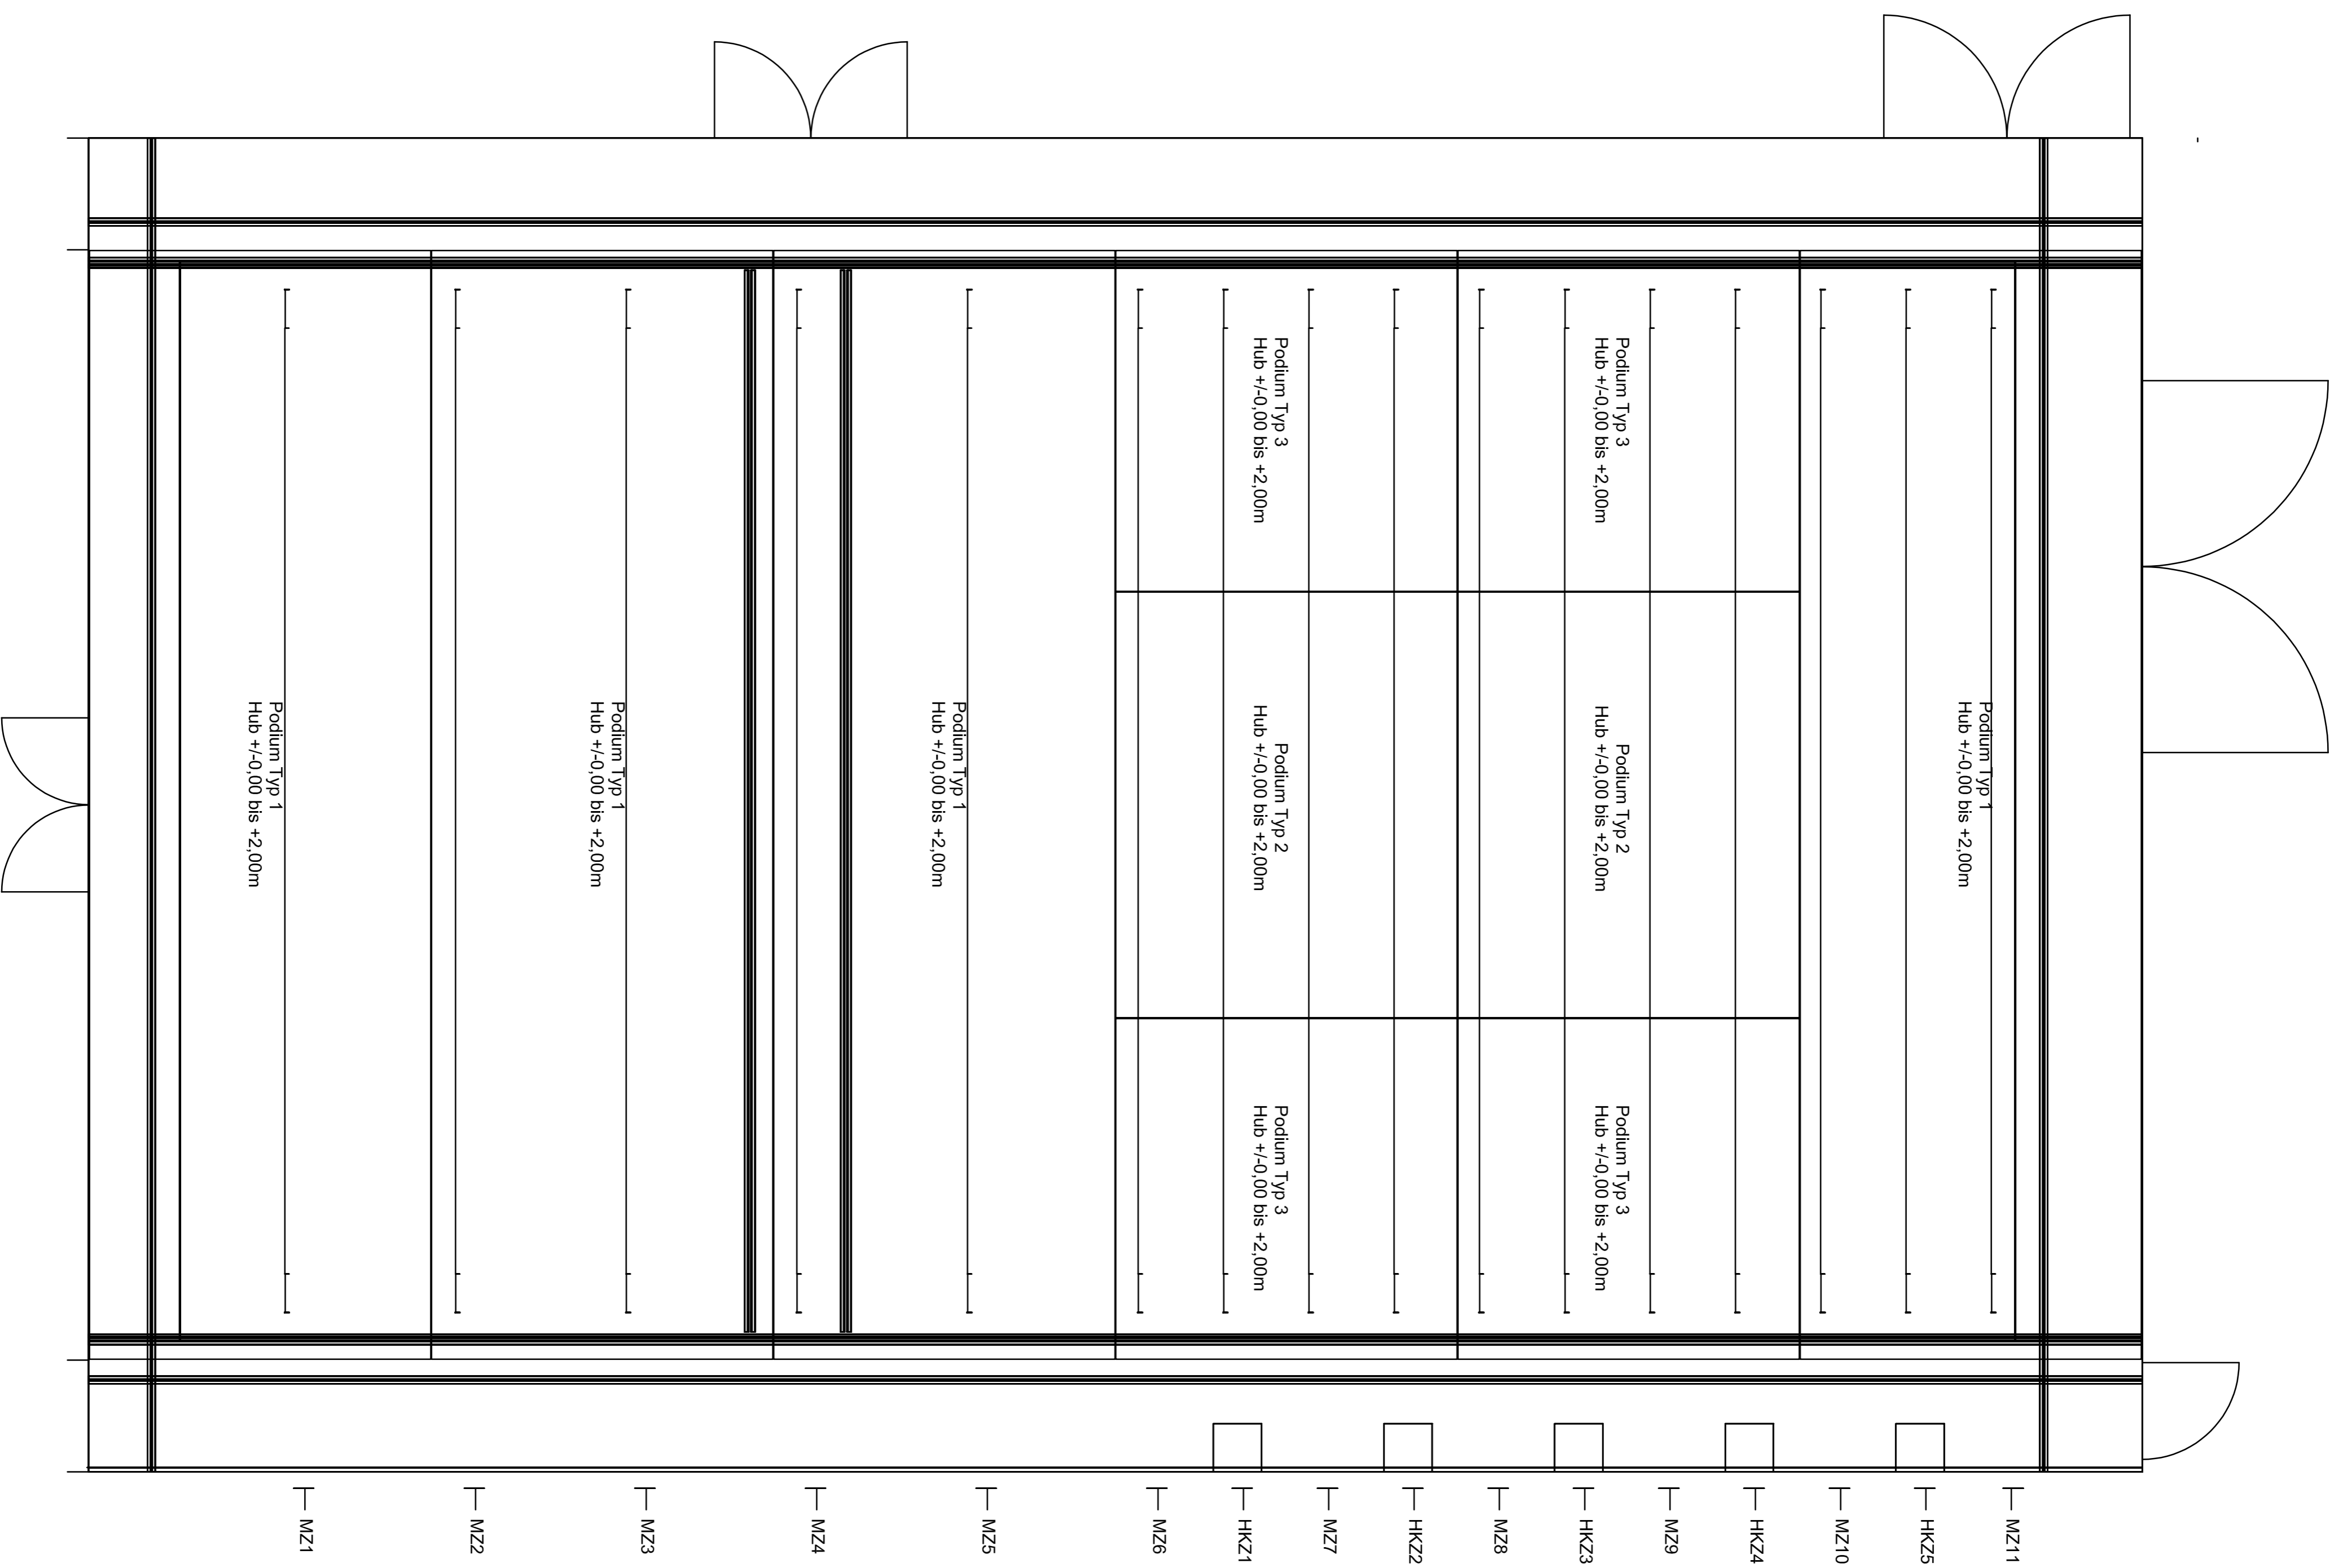 Podium Typ 3
Hub +/-0,00 bis +2,00m
Podium Typ 3
Hub +/-0,00 bis +2,00m
Podium Typ 1
Hub +/-0,00 bis +2,00m
Podium Typ 1
Hub +/-0,00 bis +2,00m
Podium Typ 1
Hub +/-0,00 bis +2,00m
Podium Typ 2
Hub +/-0,00 bis +2,00m
Podium Typ 2
Hub +/-0,00 bis +2,00m
Podium Typ 1
Hub +/-0,00 bis +2,00m
Podium Typ 3
Hub +/-0,00 bis +2,00m
Podium Typ 3
Hub +/-0,00 bis +2,00m
MZ1
MZ2
MZ3
MZ4
MZ5
MZ6
HKZ1
MZ7
HKZ2
MZ8
HKZ3
MZ9
HKZ4
MZ10
HKZ5
MZ11